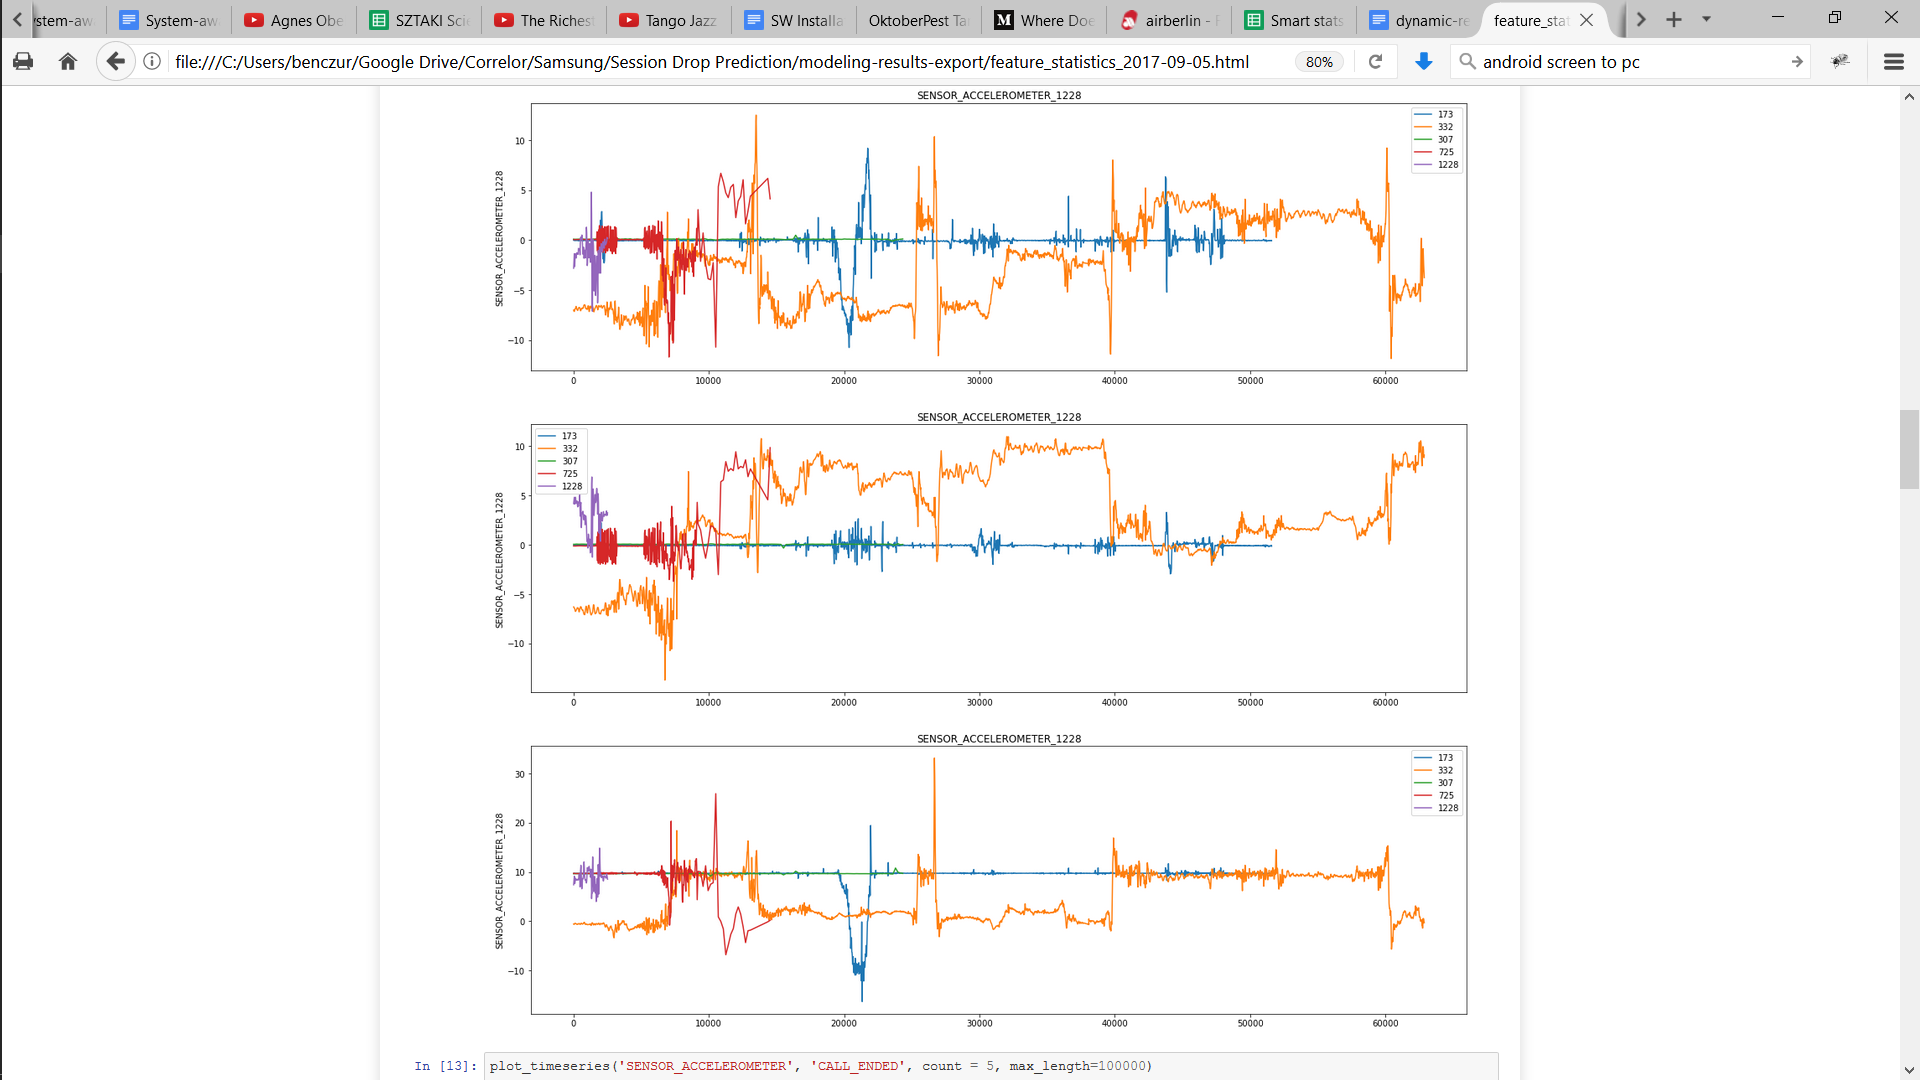 ystem-aw System-aw Agnes Obe SZTAKI Sci The Richest Tango Jazz SW Installa OktoberPest Ta Where Doe airberlin - F Smart stats dynamic-re feature_stat
file:///C:/Users/benczur/Google Drive/Correlor/Samsung/Session Drop Prediction/modeling-results-export/feature_statistics_2017-09-05.html 80% android screen to pc
SENSOR_ACCELEROMETER_1228
SENSOR_ACCELEROMETER_1228
10
5
0
−5
−10
0 10000 20000 30000 40000 50000 60000
173
332
307
725
1228
SENSOR_ACCELEROMETER_1228
SENSOR_ACCELEROMETER_1228
10
5
0
−5
−10
0 10000 20000 30000 40000 50000 60000
173
332
307
725
1228
SENSOR_ACCELEROMETER_1228
SENSOR_ACCELEROMETER_1228
30
20
10
0
−10
0 10000 20000 30000 40000 50000 60000
173
332
307
725
1228
In [13]: plot_timeseries('SENSOR_ACCELEROMETER', 'CALL_ENDED', count = 5, max_length=100000)